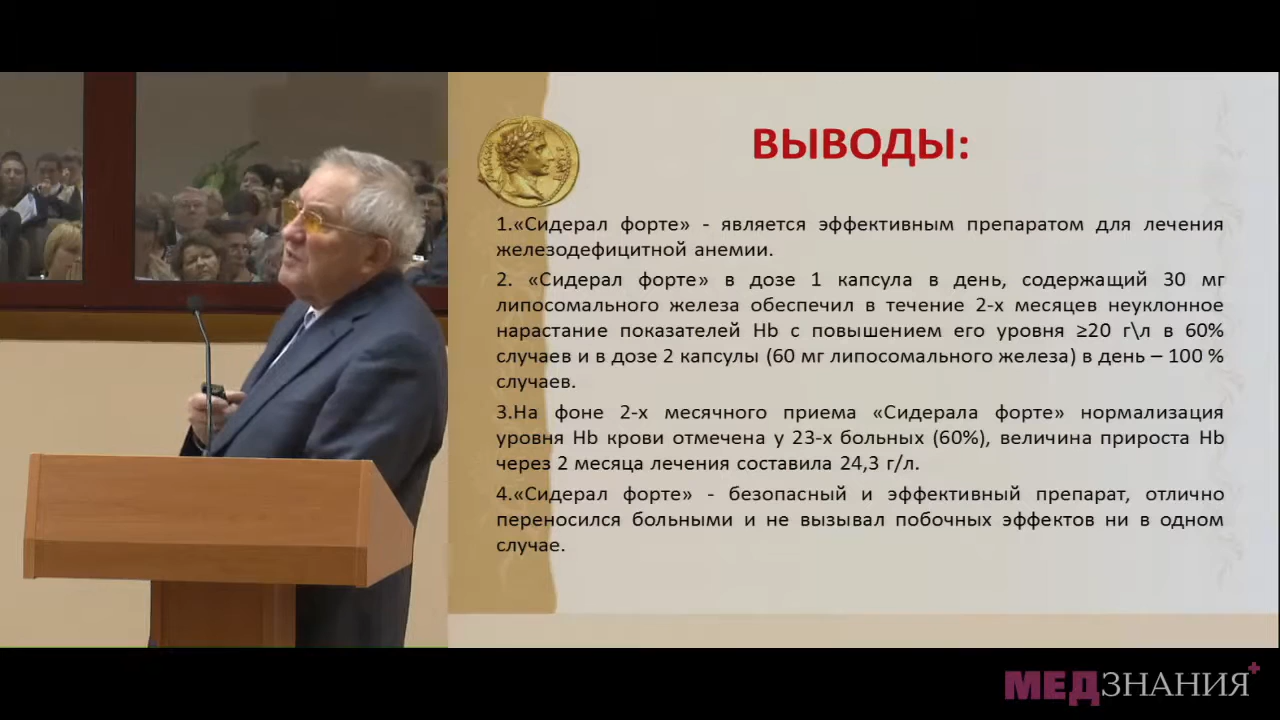 ВЫВОДЫ:
1.«Сидерал форте» - является эффективным препаратом для лечения
железодефицитной анемии.
2. «Сидерал форте» в дозе 1 капсула в день, содержащий 30 мг
липосомального железа обеспечил в течение 2-х месяцев неуклонное
нарастание показателей Hb с повышением его уровня ≥20 г\л в 60%
случаев и в дозе 2 капсулы (60 мг липосомального железа) в день – 100 %
случаев.
3.На фоне 2-х месячного приема «Сидерала форте» нормализация
уровня Hb крови отмечена у 23-х больных (60%), величина прироста Hb
через 2 месяца лечения составила 24,3 г/л.
4.«Сидерал форте» - безопасный и эффективный препарат, отлично
переносился больными и не вызывал побочных эффектов ни в одном
случае.
МЕДЗНАНИЯ+